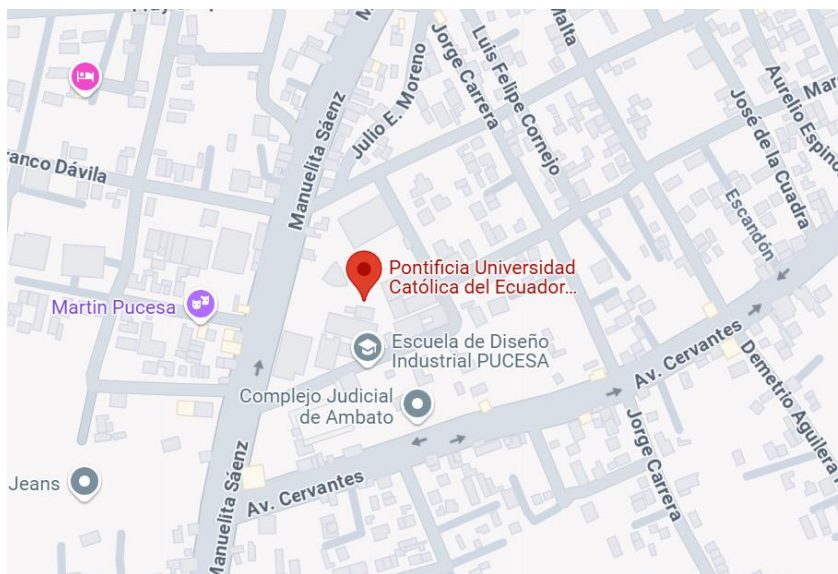 Manuelita Sáenz
Julio E. Moreno
Jorge Carrera
Luis Felipe Cornejo
Malta
Aurelio Espino
José de la Cuadra
Escandón
ranco Dávila
Martin Pucesa
Pontificia Universidad
Católica del Ecuador...
Escuela de Diseño
Industrial PUCESA
Complejo Judicial
de Ambato
Av. Cervantes
Demetrio Aguilera
Jorge Carrera
Jeans
Manuelita Sáenz
Av. Cervantes